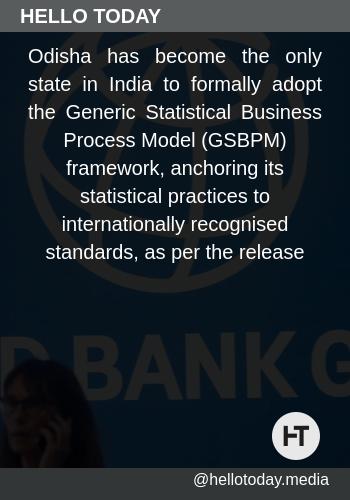 HELLO TODAY
Odisha has become the only
state in India to formally adopt
the Generic Statistical Business
Process Model (GSBPM)
framework, anchoring its
statistical practices to
internationally recognised
standards, as per the release
D BANK G
HT
@hellotoday.media